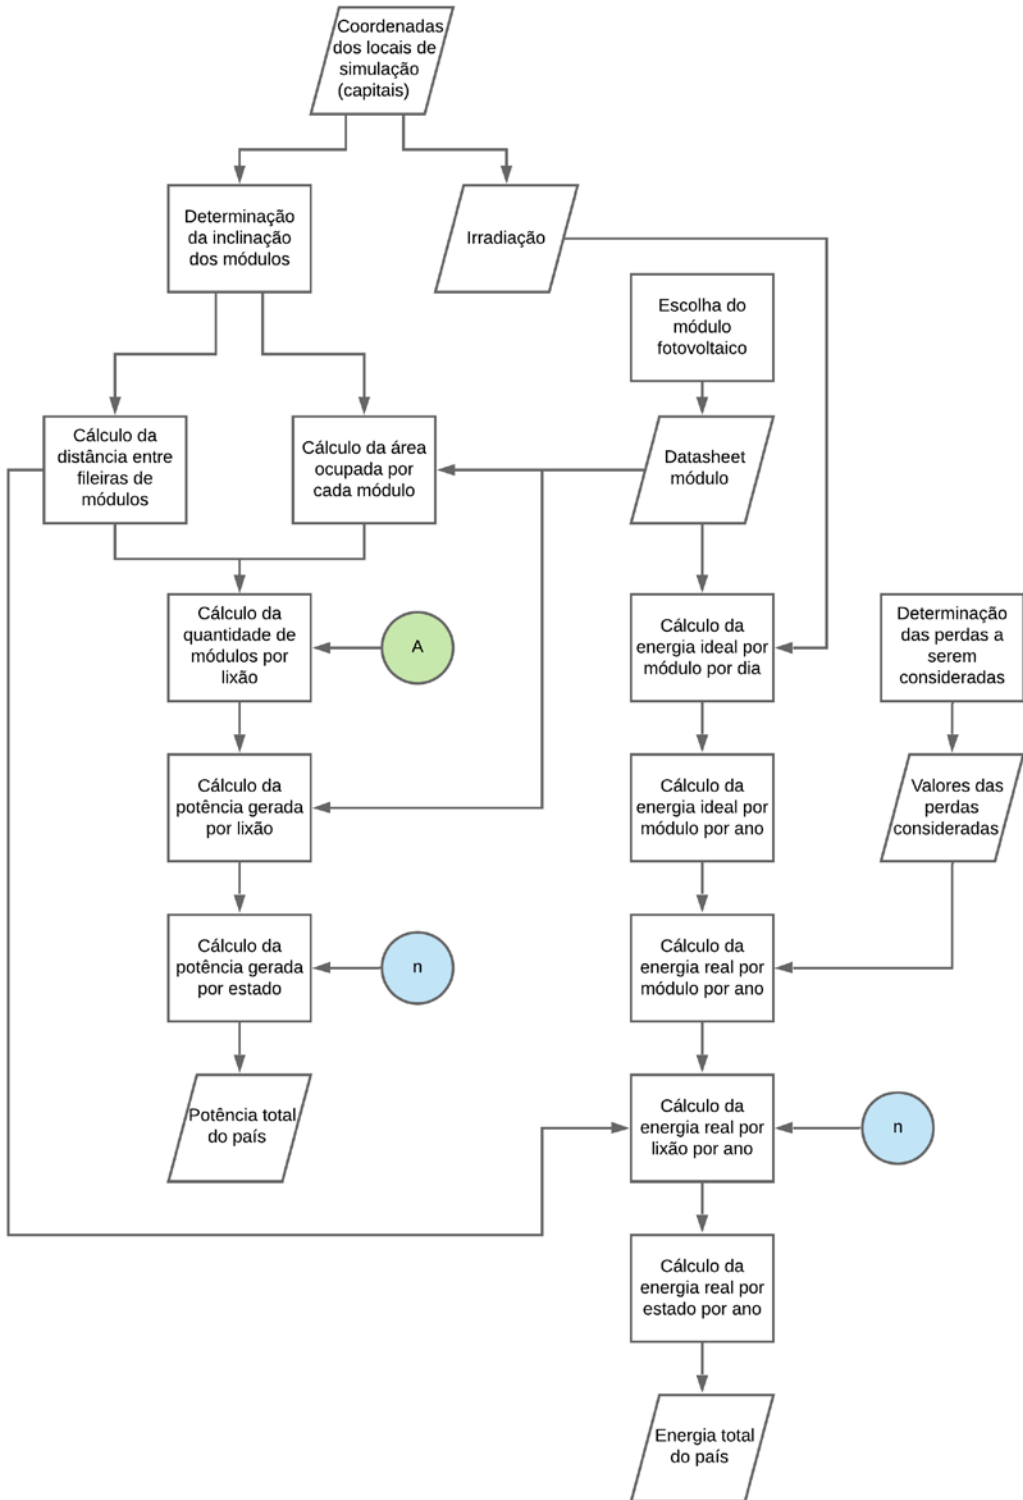 Coordenadas
dos locais de
simulação
(capitais)
Determinação
da inclinação
dos módulos
Irradiação
Escolha do
módulo
fotovoltaico
Cálculo da
distância entre
fileiras de
módulos
Cálculo da área
ocupada por
cada módulo
Datasheet
módulo
Cálculo da
quantidade de
módulos por
lixão
A
Cálculo da
energia ideal por
módulo por dia
Determinação
das perdas a
serem
consideradas
Cálculo da
potência gerada
por lixão
Cálculo da
energia ideal por
módulo por ano
Valores das
perdas
consideradas
Cálculo da
potência gerada
por estado
n
Cálculo da
energia real por
módulo por ano
Potência total
do país
Cálculo da
energia real por
lixão por ano
n
Cálculo da
energia real por
estado por ano
Energia total
do país